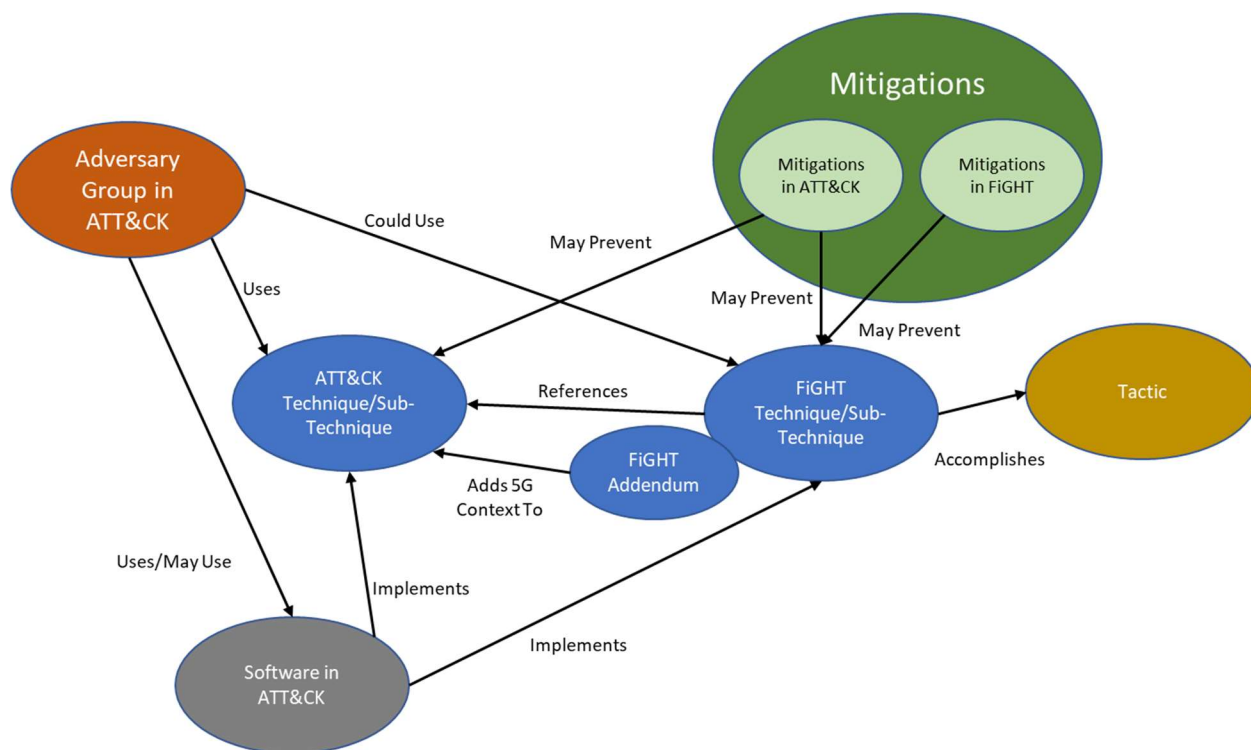 Mitigations
Adversary
Group in
ATT&CK
Mitigations
in ATT&CK
Mitigations
in FiGHT
Could Use
May Prevent
Uses
May Prevent
May Prevent
ATT&CK
Technique/Sub-
Technique
References
FiGHT
Technique/Sub-
Technique
Tactic
FiGHT
Addendum
Accomplishes
Adds 5G
Context To
Uses/May Use
Implements
Implements
Software in
ATT&CK